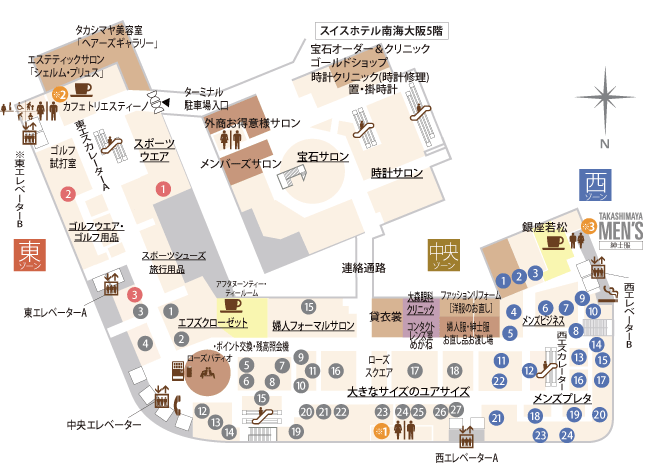 タカシマヤ美容室
「ヘアーズギャラリー」
エステティックサロン
「シェルム・プリュス」
※2
カフェトリエスティーノ
ターミナル
駐車場入口
スイスホテル南海大阪5階
宝石オーダー&クリニック
ゴールドショップ
時計クリニック(時計修理)
置・掛時計
外商お得意様サロン
メンバーズサロン
宝石サロン
時計サロン
N
※東エレベーターB
東エスカレーターA
ゴルフ
試打室
スポーツ
ウエア
1
2
ゴルフウエア・
ゴルフ用品
スポーツシューズ
旅行用品
東
ゾーン
中央
ゾーン
西
ゾーン
連絡通路
銀座若松
※3
TAKASHIMAYA
MEN'S
紳士服
東エレベーターA
3
3
4
1
2
アフタヌーンティー・
ティールーム
エフズクローゼット
15
婦人フォーマルサロン
貸衣裳
大森眼科
クリニック
コンタクト
レンズ室
めがね
ファッションリフォーム
[洋服のお直し]
婦人服・紳士服
お直し品お渡し場
1
2
3
4
5
6
7
8
9
10
メンズビジネス
西エレベーターB
西エスカレーター
11
12
13
14
15
16
17
22
・ポイント交換・残高照会機
ローズパティオ
5
6
7
8
9
10
11
16
ローズ
スクエア
17
18
大きなサイズのユアサイズ
メンズプレタ
中央エレベーター
12
13
14
15
19
20
21
22
23
24
25
26
27
※1
西エレベーターA
21
18
19
20
23
24